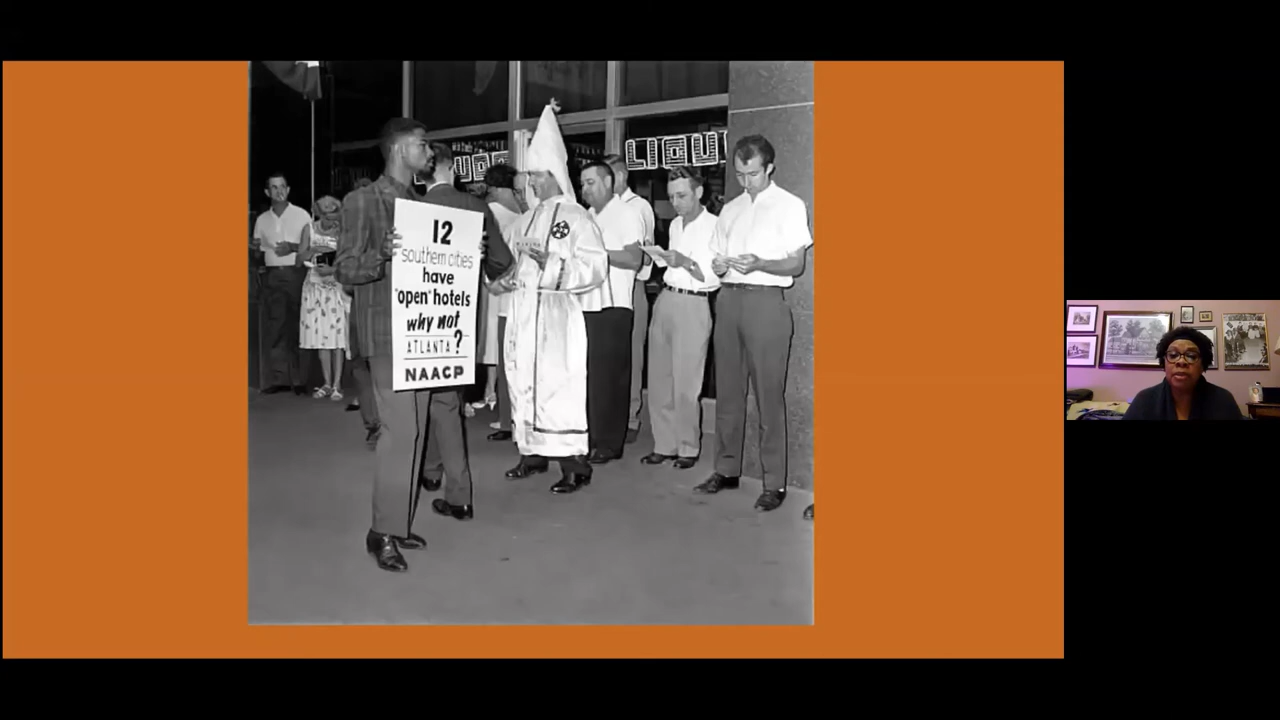 12
southern cities
have
"open" hotels
why not
ATLANTA?
NAACP
LIQU